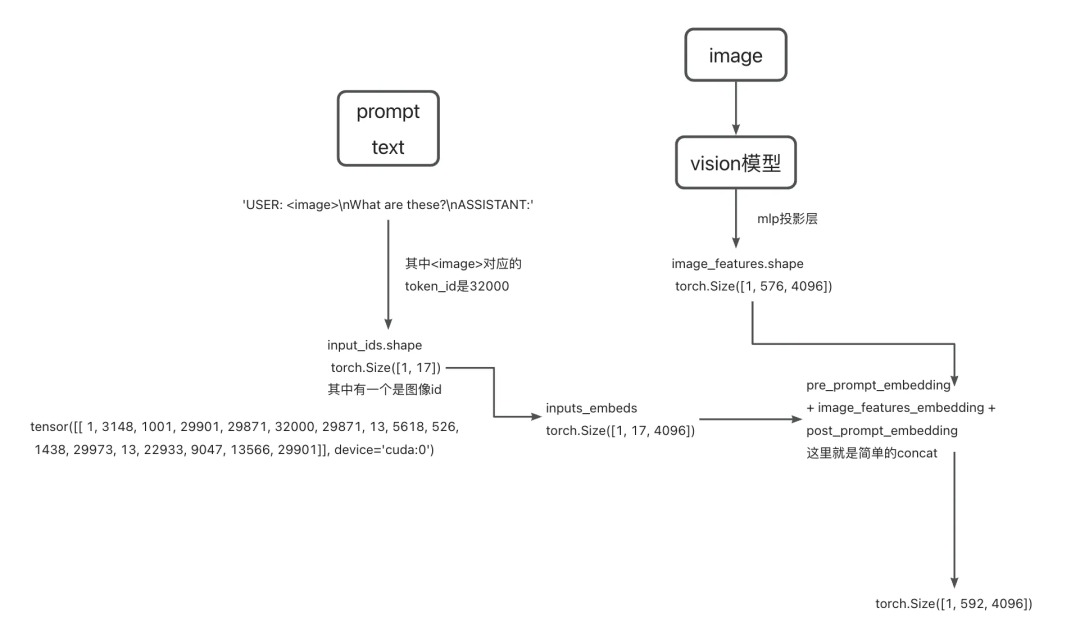 image
prompt
text
vision模型
'USER: <image>\nWhat are these?\nASSISTANT:'
mlp投影层
其中<image>对应的
token_id是32000
image_features.shape
torch.Size([1, 576, 4096])
input_ids.shape
torch.Size([1, 17])
其中有一个是图像id
tensor([[ 1, 3148, 1001, 29901, 29871, 32000, 29871, 13, 5618, 526,
1438, 29973, 13, 22933, 9047, 13566, 29901]], device='cuda:0')
inputs_embeds
torch.Size([1, 17, 4096])
pre_prompt_embedding
+ image_features_embedding +
post_prompt_embedding
这里就是简单的concat
torch.Size([1, 592, 4096])